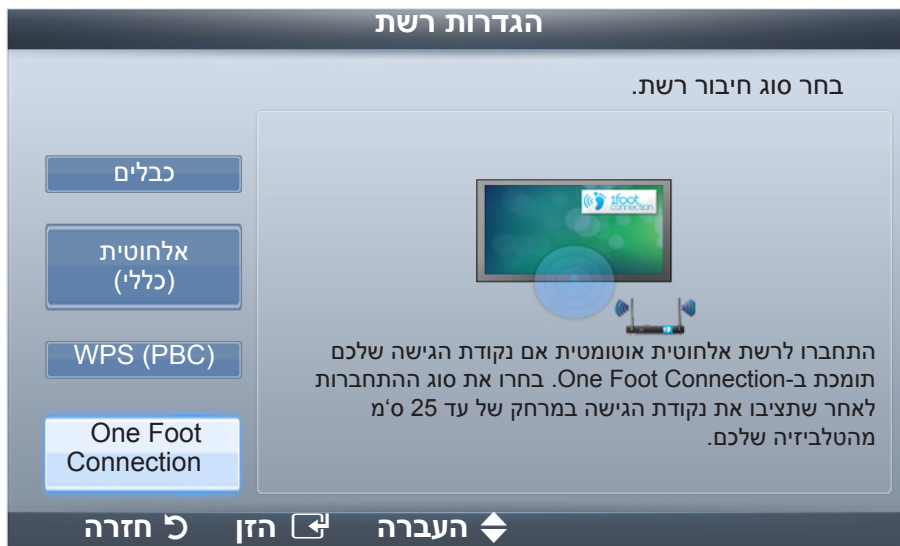 הגדרות רשת
בחר סוג חיבור רשת.
כבלים
אלחוטית
(כללי)
WPS (PBC)
One Foot
Connection
1foot
connection
התחברו לרשת אלחוטית אוטומטית אם נקודת הגישה שלכם
תומכת ב-One Foot Connection. בחרו את סוג ההתחברות
לאחר שתציבו את נקודת הגישה במרחק של עד 25 ס‘מ
מהטלביזיה שלכם.
העברה הזן חזרה